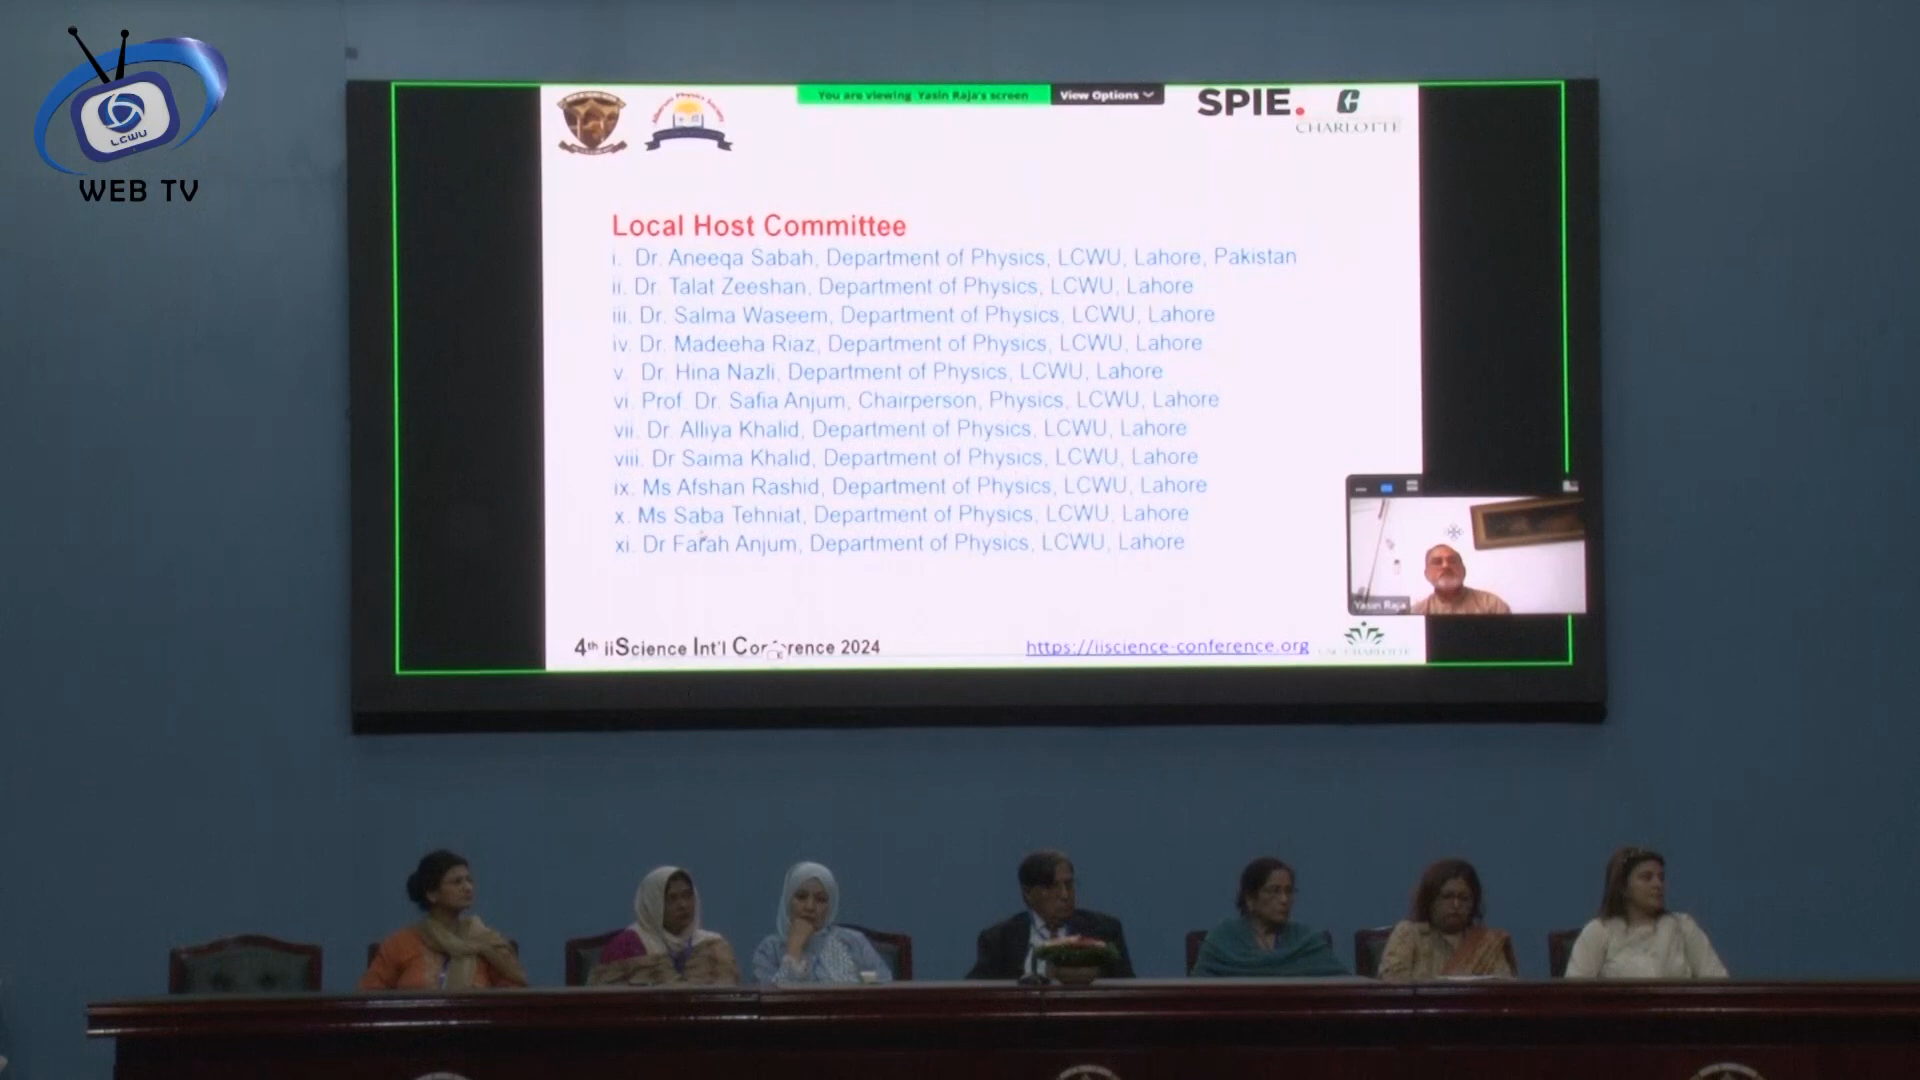 LCWU
WEB TV
You are viewing Yasin Raja's screen
View Options
SPIE.
CHARLOTTE
Local Host Committee
i. Dr. Aneeqa Sabah, Department of Physics, LCWU, Lahore, Pakistan
ii. Dr. Talat Zeeshan, Department of Physics, LCWU, Lahore
iii. Dr. Salma Waseem, Department of Physics, LCWU, Lahore
iv. Dr. Madeeha Riaz, Department of Physics, LCWU, Lahore
v. Dr. Hina Nazli, Department of Physics, LCWU, Lahore
vi. Prof. Dr. Safia Anjum, Chairperson, Physics, LCWU, Lahore
vii. Dr. Alliya Khalid, Department of Physics, LCWU, Lahore
viii. Dr Saima Khalid, Department of Physics, LCWU, Lahore
ix. Ms Afshan Rashid, Department of Physics, LCWU, Lahore
x. Ms Saba Tehniat, Department of Physics, LCWU, Lahore
xi. Dr Farah Anjum, Department of Physics, LCWU, Lahore
Yasin Raja
4th iiScience Int'l Conference 2024
https://iiscience-conference.org
UNC CHARLOTTE